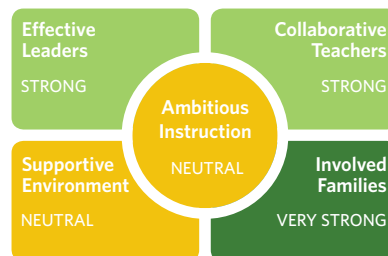 Effective
Leaders
STRONG
Collaborative
Teachers
STRONG
Ambitious
Instruction
NEUTRAL
Supportive
Environment
NEUTRAL
Involved
Families
VERY STRONG